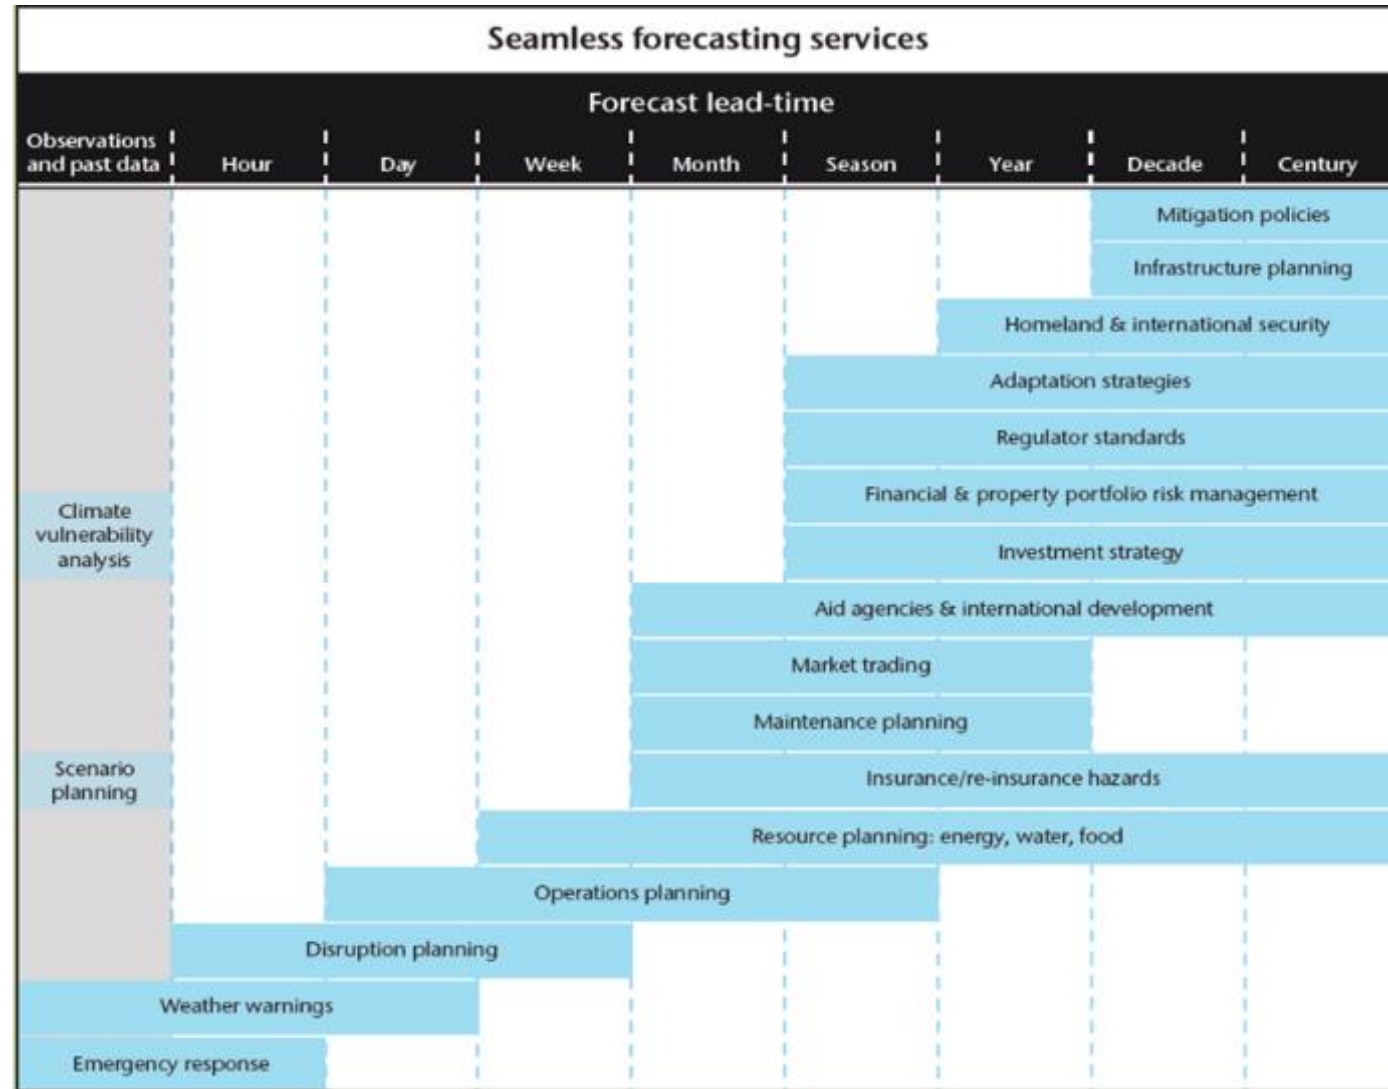 Seamless forecasting services
Forecast lead-time
Observations
and past data
Hour
Day
Week
Month
Season
Year
Decade
Century
Mitigation policies
Infrastructure planning
Homeland & international security
Adaptation strategies
Regulator standards
Financial & property portfolio risk management
Climate
vulnerability
analysis
Investment strategy
Aid agencies & international development
Market trading
Maintenance planning
Scenario
planning
Insurance/re-insurance hazards
Resource planning: energy, water, food
Operations planning
Disruption planning
Weather warnings
Emergency response